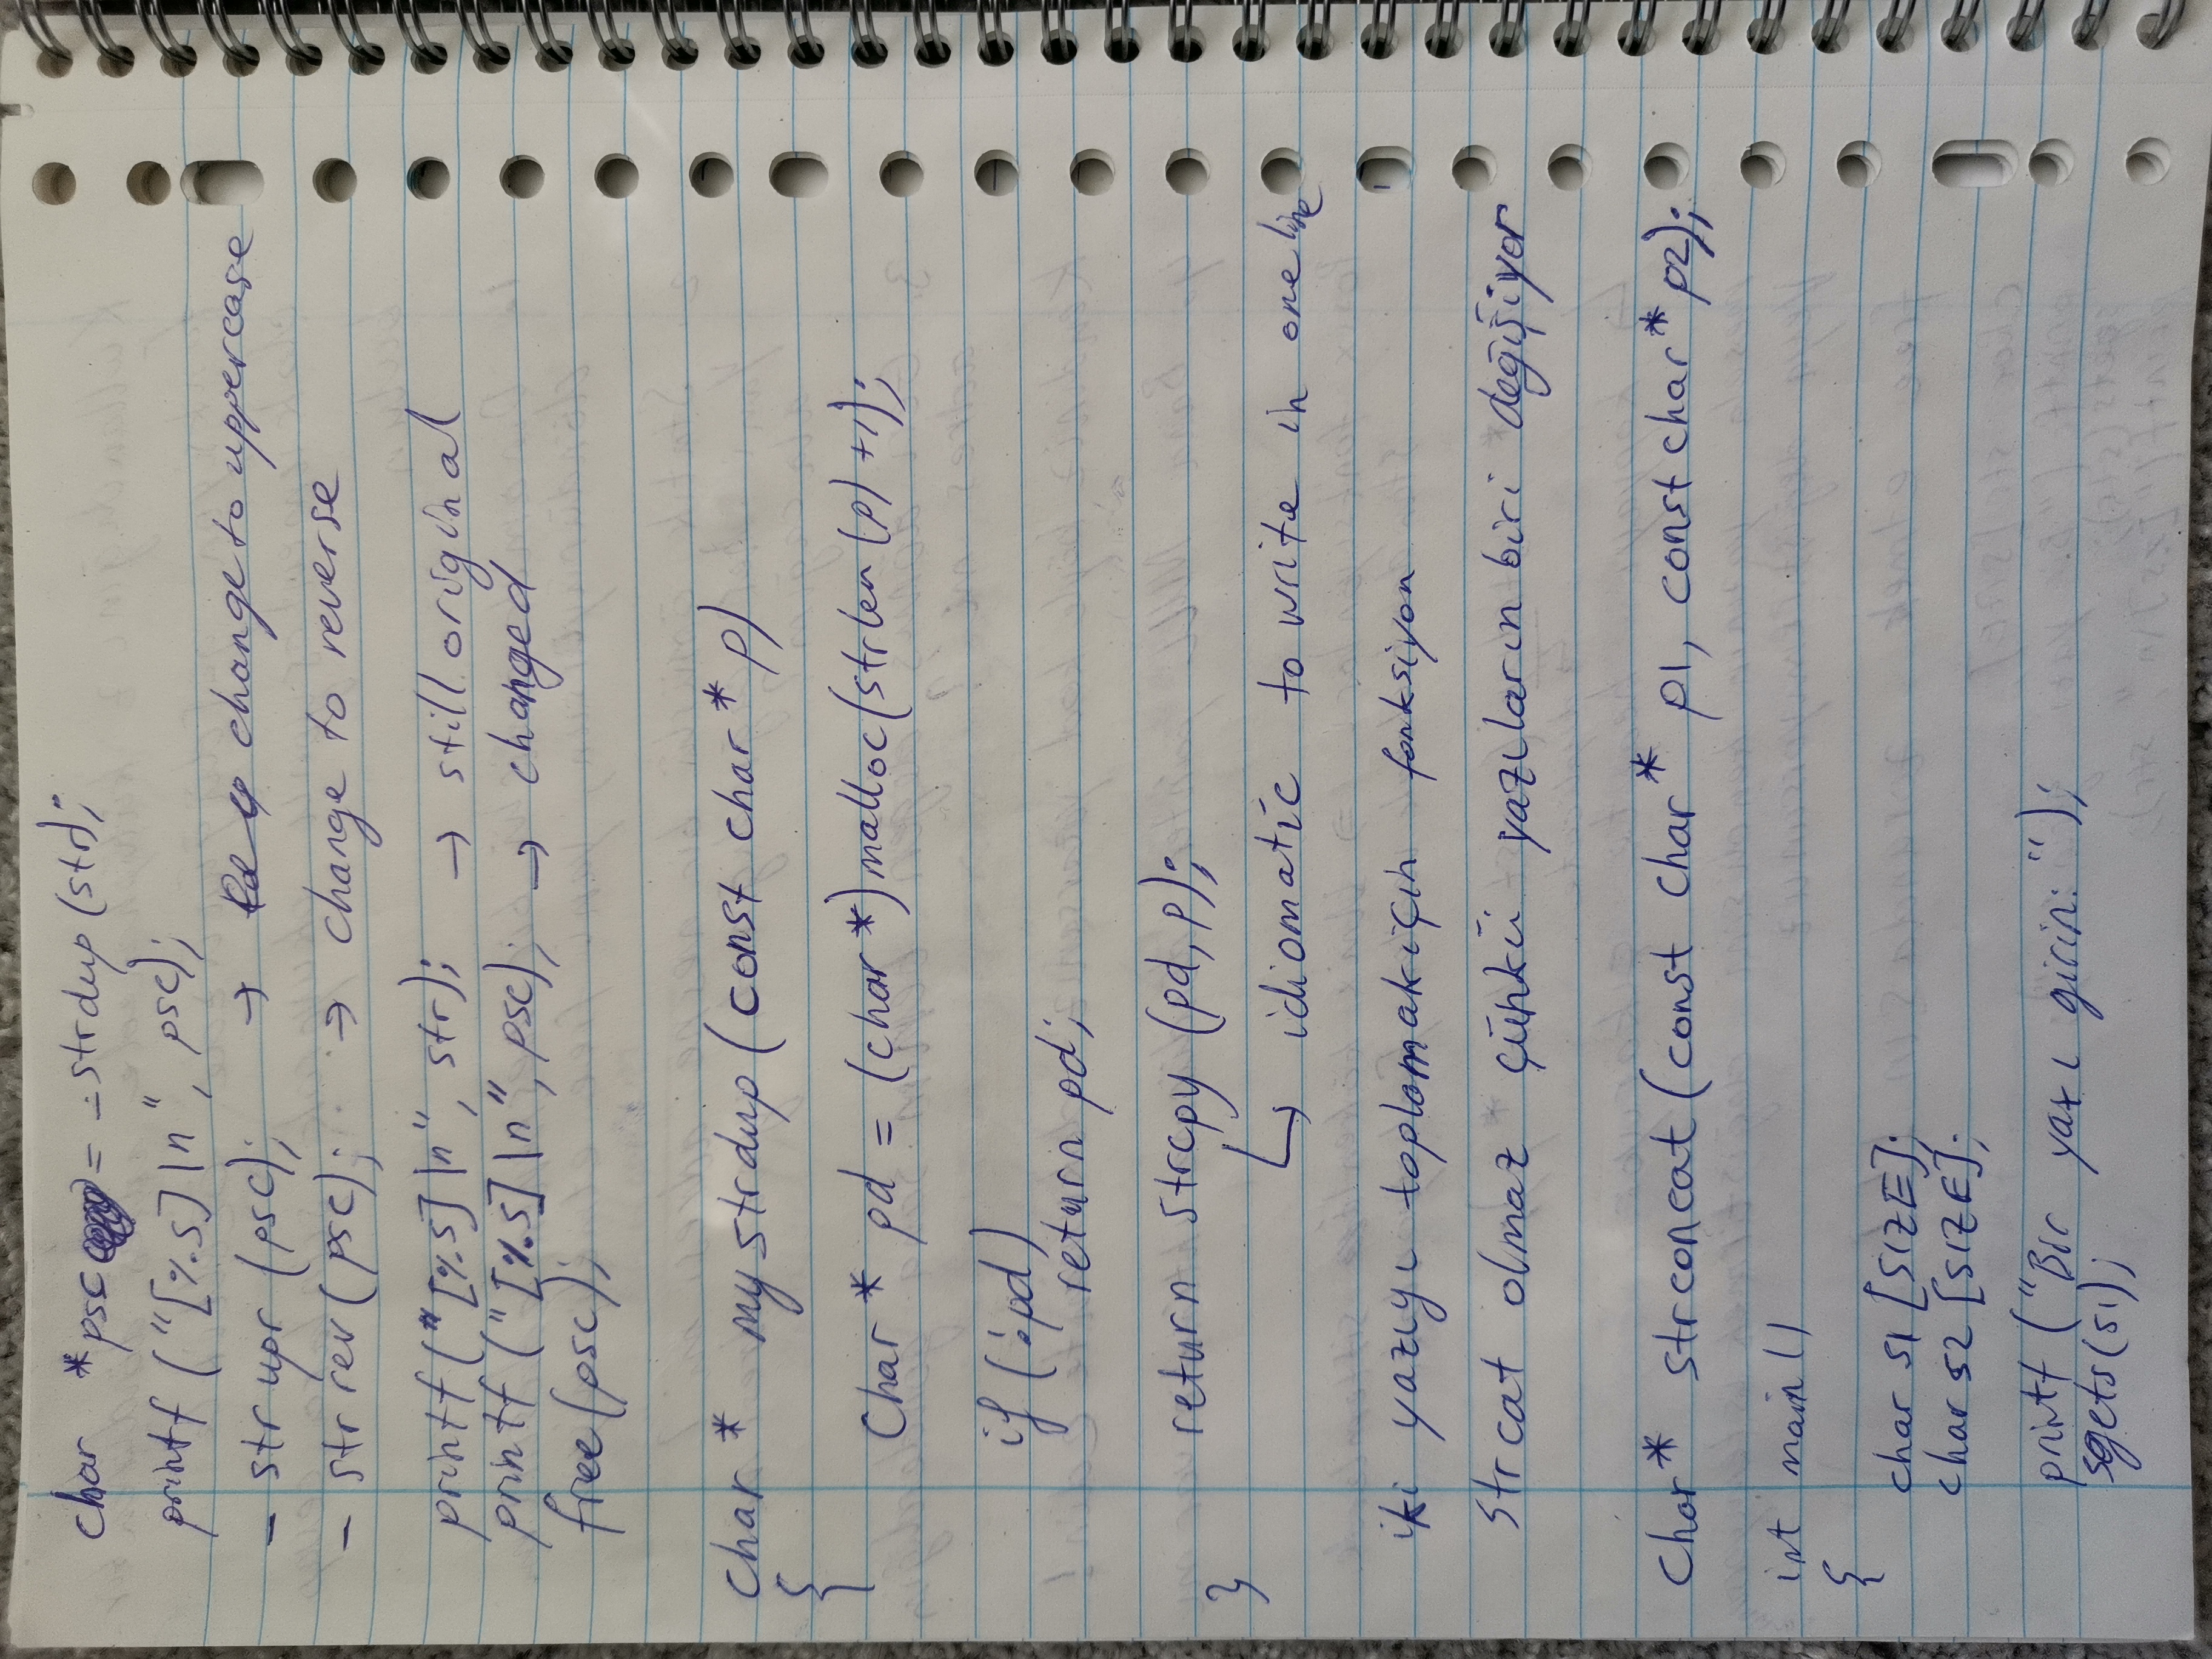 char *psc = _strdup(str);
printf("[%s]\n", psc);
_strupr(psc); → change to uppercase
_strrev(psc); → change to reverse
printf("[%s]\n", str); → still original
printf("[%s]\n", psc); → changed
free(psc);
char * mystrdup(const char* p)
{
char* pd = (char*)malloc(strlen(p)+1);
if(!pd)
return pd;
return strcpy(pd, p);
}
↳ idiomatic to write in one line
iki yazıyı toplamak için fonksiyon
strcat olmaz çünkü yazıların biri değişiyor
char* strconcat(const char* p1, const char* p2);
int main()
{
char s1[SIZE];
char s2[SIZE];
printf("Bir yazı girin: ");
sgets(s1);